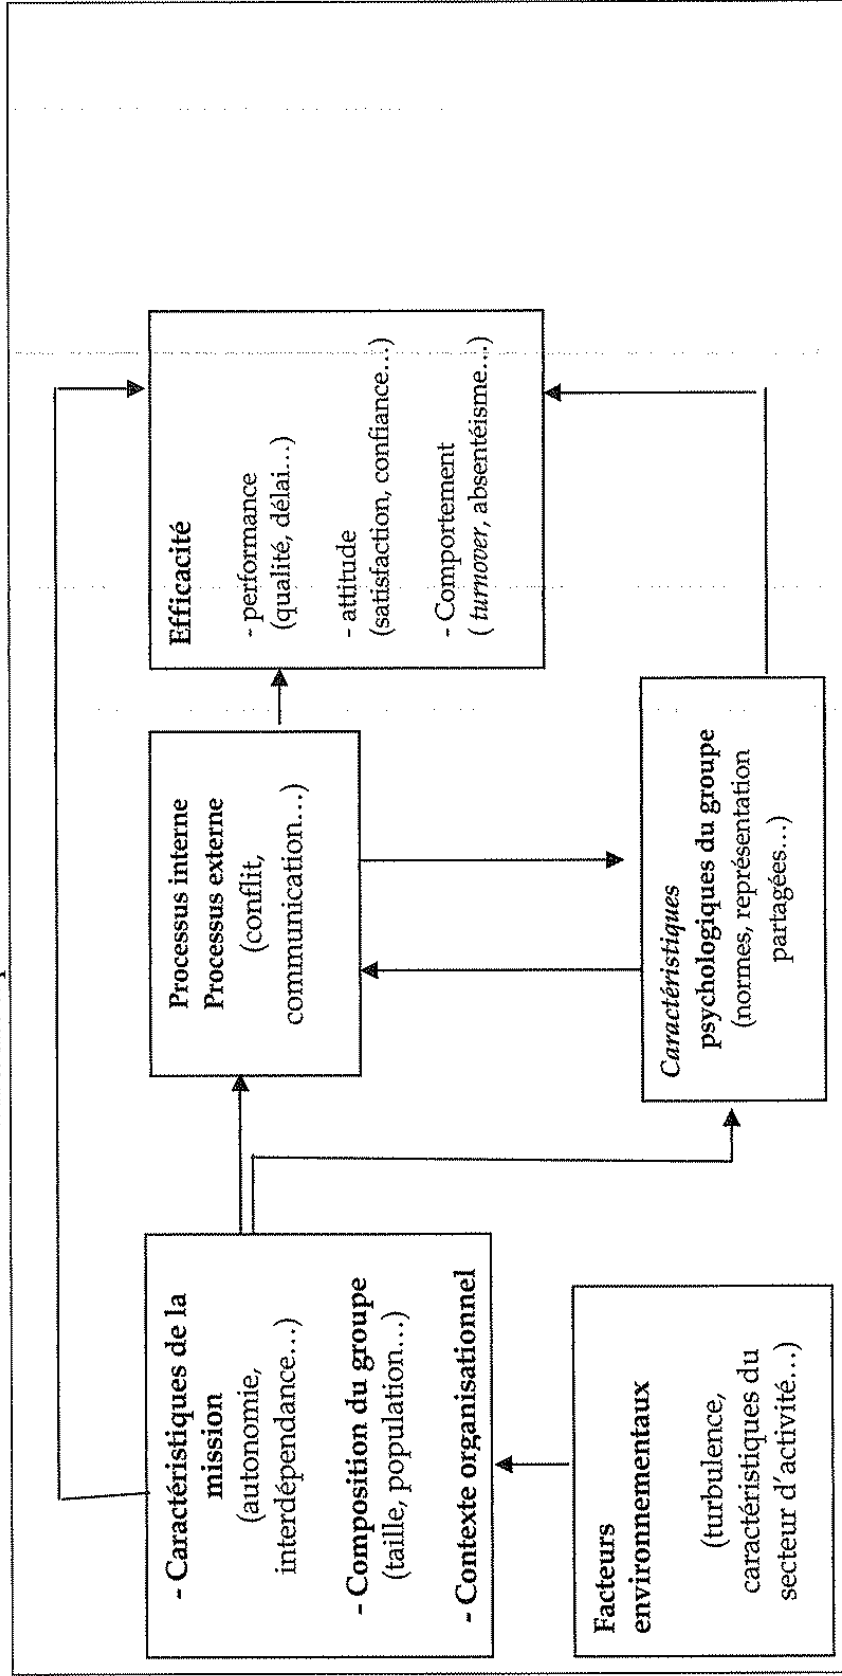 - Caractéristiques de la
mission
(autonomie,
interdépendance…)
- Composition du groupe
(taille, population…)
- Contexte organisationnel
Facteurs
environnementaux
(turbulence,
caractéristiques du
secteur d'activité…)
Processus interne
Processus externe
(conflit,
communication…)
Caractéristiques
psychologiques du groupe
(normes, représentation
partagées…)
Efficacité
- performance
(qualité, délai…)
- attitude
(satisfaction, confiance…)
- Comportement
( turnover, absentéisme…)